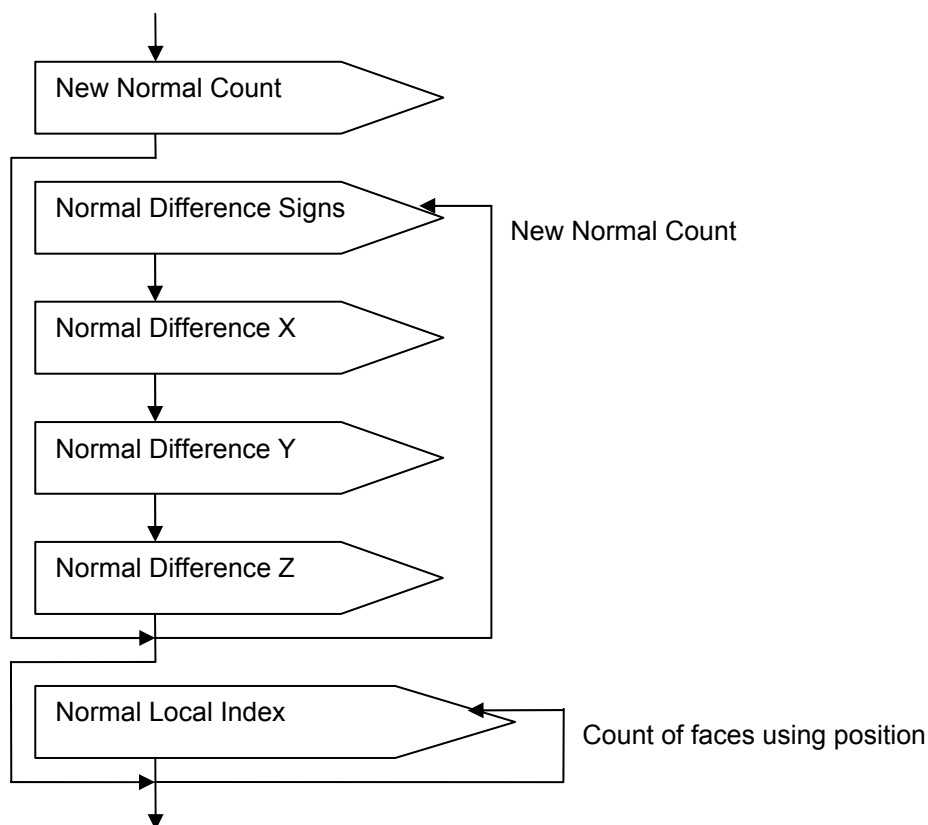 New Normal Count
Normal Difference Signs
New Normal Count
Normal Difference X
Normal Difference Y
Normal Difference Z
Normal Local Index
Count of faces using position